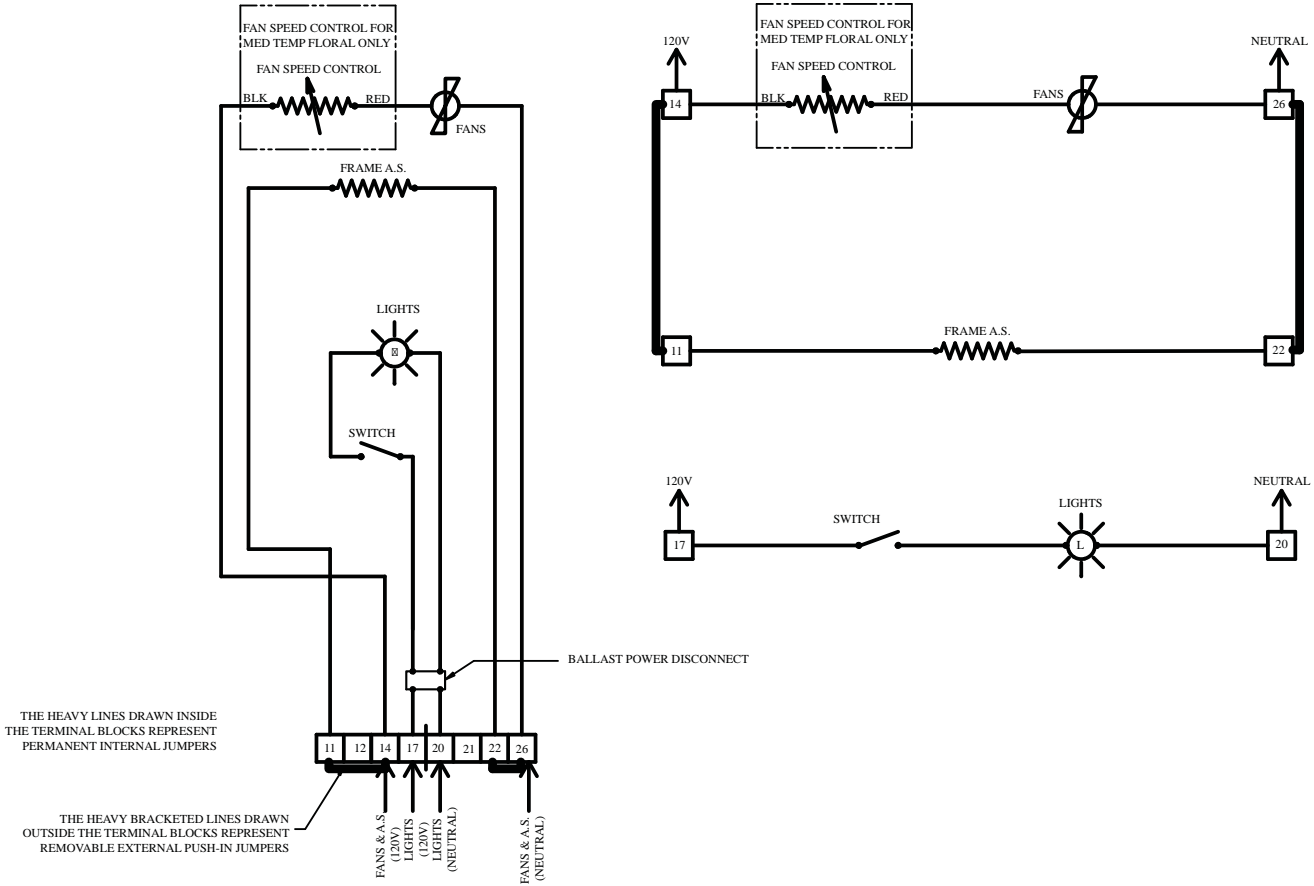 FAN SPEED CONTROL FOR
MED TEMP FLORAL ONLY
FAN SPEED CONTROL
BLK
RED
FANS
FRAME A.S.
LIGHTS
SWITCH
BALLAST POWER DISCONNECT
THE HEAVY LINES DRAWN INSIDE
THE TERMINAL BLOCKS REPRESENT
PERMANENT INTERNAL JUMPERS
11 12 14 17 20 21 22 26
THE HEAVY BRACKETED LINES DRAWN
OUTSIDE THE TERMINAL BLOCKS REPRESENT
REMOVABLE EXTERNAL PUSH-IN JUMPERS
FANS & A.S.
(120V)
LIGHTS
(120V)
LIGHTS
(NEUTRAL)
FANS & A.S.
(NEUTRAL)
120V
FAN SPEED CONTROL FOR
MED TEMP FLORAL ONLY
FAN SPEED CONTROL
NEUTRAL
14
BLK
RED
FANS
26
FRAME A.S.
11
22
120V
NEUTRAL
SWITCH
LIGHTS
17
L
20